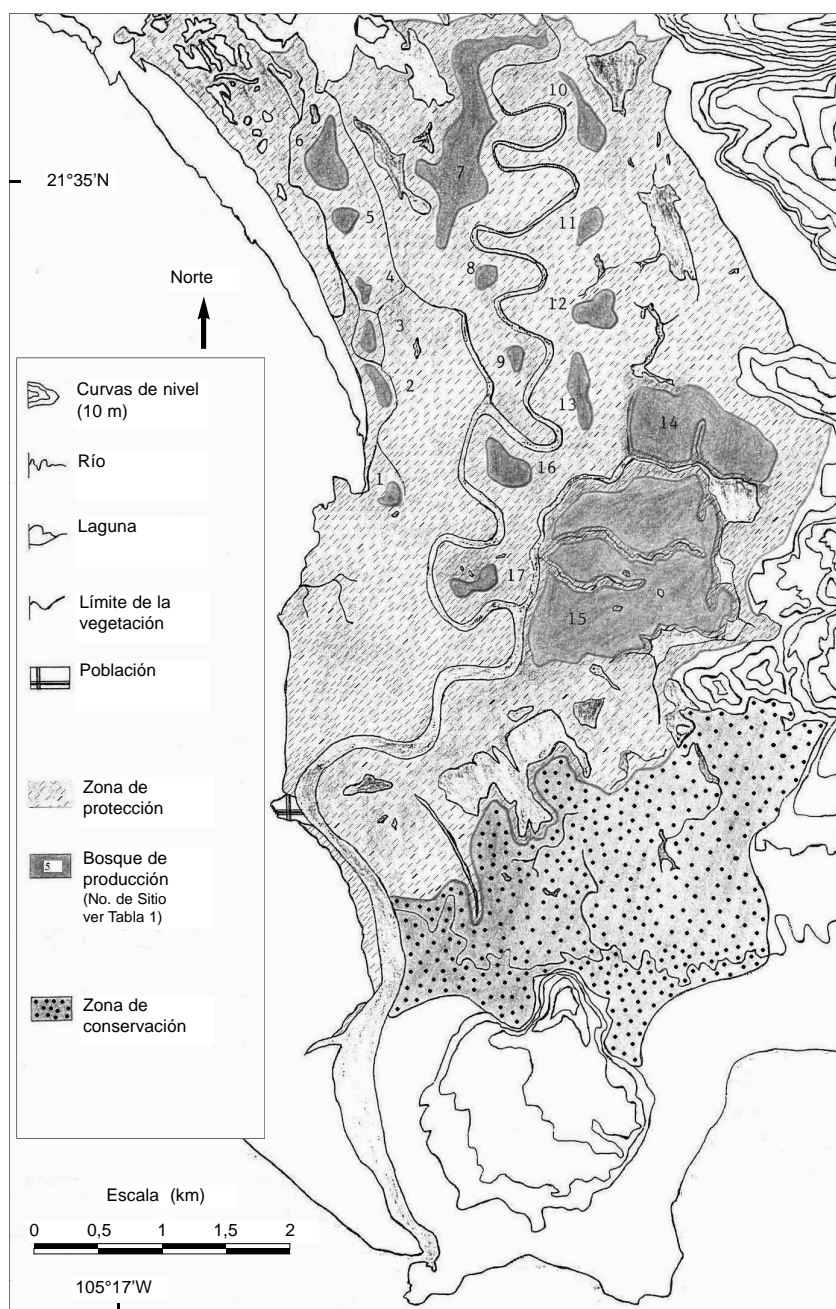 10
6
7
21°35'N
5
11
8
4
Norte
12
3
9
2
13
14
16
1
17
15
Curvas de nivel
(10 m)
Río
Laguna
Límite de la
vegetación
Población
Zona de
protección
5
Bosque de
producción
(No. de Sitio
ver Tabla 1)
Zona de
conservación
Escala (km)
0 0,5 1 1,5 2
105°17'W